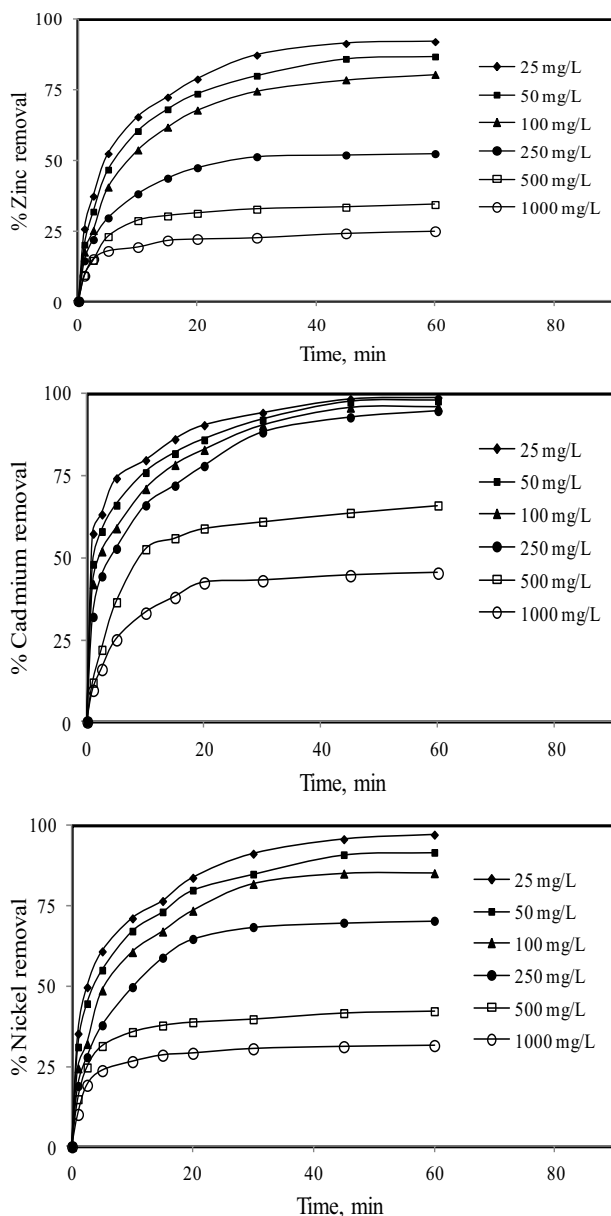 100
75
50
25
0
% Zinc removal
25 mg/L
50 mg/L
100 mg/L
250 mg/L
500 mg/L
1000 mg/L
0 20 40 60 80
Time, min
100
75
50
25
0
% Cadmium removal
25 mg/L
50 mg/L
100 mg/L
250 mg/L
500 mg/L
1000 mg/L
0 20 40 60 80
Time, min
100
75
50
25
0
% Nickel removal
25 mg/L
50 mg/L
100 mg/L
250 mg/L
500 mg/L
1000 mg/L
0 20 40 60 80
Time, min